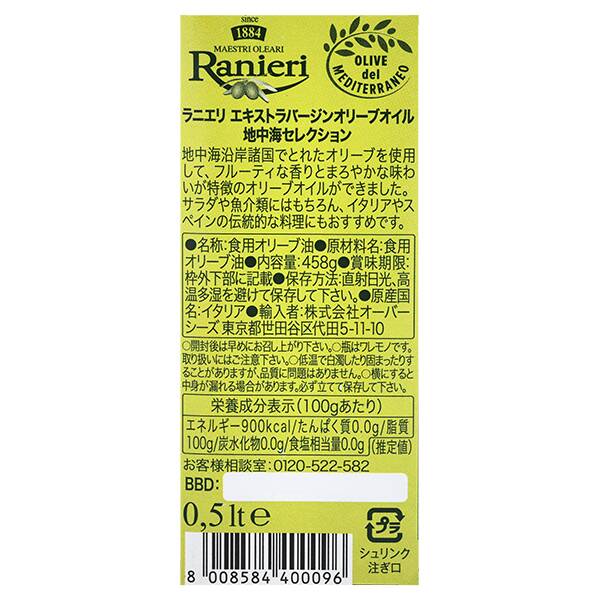 since
1884
MAESTRI OLEARI
Ranieri
OLIVE
del
MEDITERRANEO
ラニエリ エキストラバージンオリーブオイル
地中海セレクション
地中海沿岸諸国でとれたオリーブを使用
して、フルーティな香りとまろやかな味わ
いが特徴のオリーブオイルができました。
サラダや魚介類にはもちろん、イタリアやス
ペインの伝統的な料理にもおすすめです。
●名称:食用オリーブ油●原材料名:食用
オリーブ油●内容量:458g●賞味期限:
枠外下部に記載●保存方法:直射日光、高
温多湿を避けて保存して下さい。●原産国
名:イタリア●輸入者:株式会社オーバー
シーズ 東京都世田谷区代田5-11-10
○開封後は早めにお召し上がり下さい。○瓶はワレモノです。
取り扱いにはご注意下さい。○低温で白濁したり固まったりす
ることがありますが、品質に問題はありません。○横にすると
中身が漏れる場合があります。必ず立てて保存して下さい。
栄養成分表示(100gあたり)
エネルギー900kcal/たんぱく質0.0g/脂質
100g/炭水化物0.0g/食塩相当量0.0g (推定値)
お客様相談室:0120-522-582
BBD:
0,5 lt e
プラ
シュリンク
注ぎ口
8 008584 400096